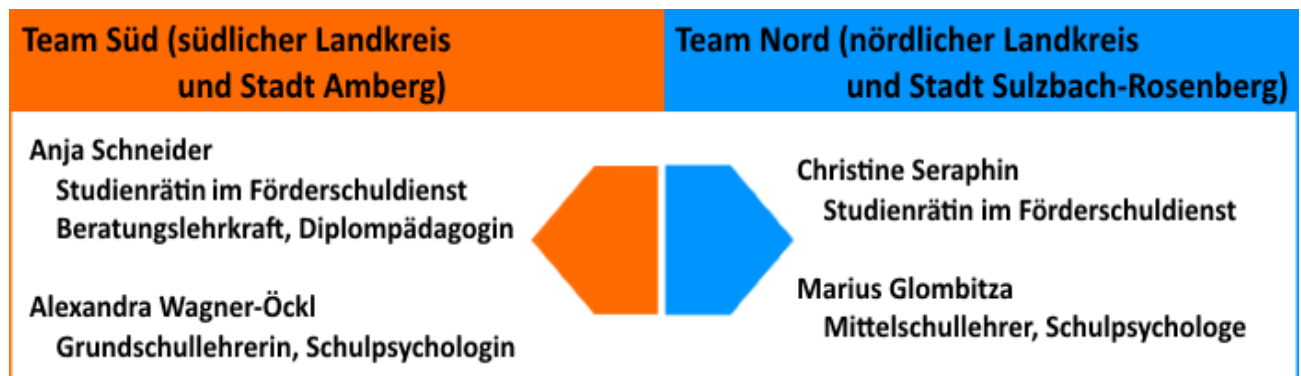 Team Süd (südlicher Landkreis
und Stadt Amberg)
Anja Schneider
Studienrätin im Förderschuldienst
Beratungslehrkraft, Diplompädagogin
Alexandra Wagner-Öckl
Grundschullehrerin, Schulpsychologin
Team Nord (nördlicher Landkreis
und Stadt Sulzbach-Rosenberg)
Christine Seraphin
Studienrätin im Förderschuldienst
Marius Glombitza
Mittelschullehrer, Schulpsychologe